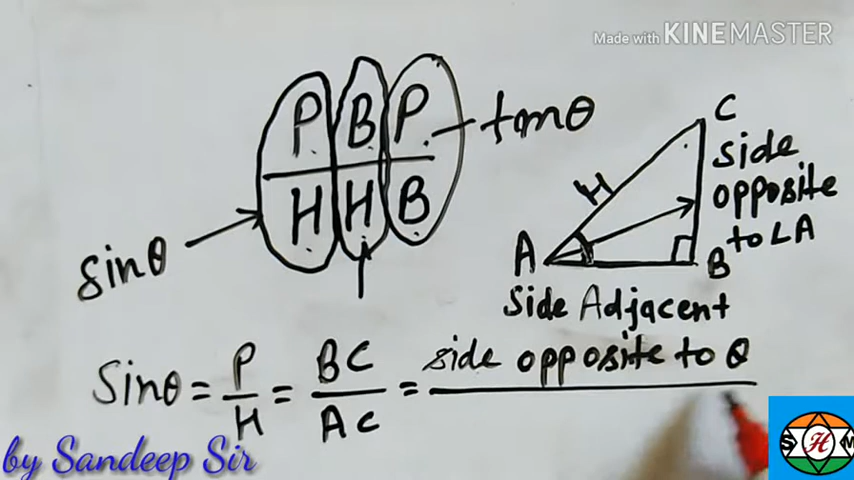 Made with KINEMASTER
P B P
H H B
tanθ
sinθ
C
H
side
opposite
to ∠A
A
B
Side Adjacent
Sinθ = P/H = BC/AC = side opposite to θ
by Sandeep Sir
S H M